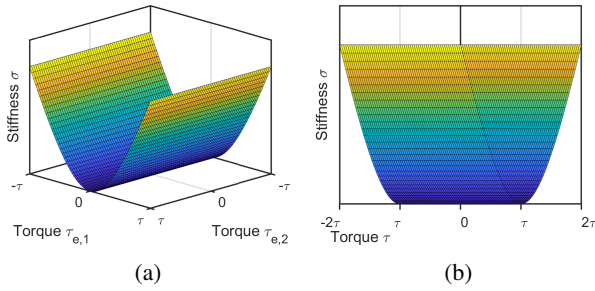 Stiffness σ
-τ
0
τ
Torque τe,1
τ
0
-τ
Torque τe,2
(a)
Stiffness σ
-2τ
τ
0
τ
2τ
Torque τ
(b)